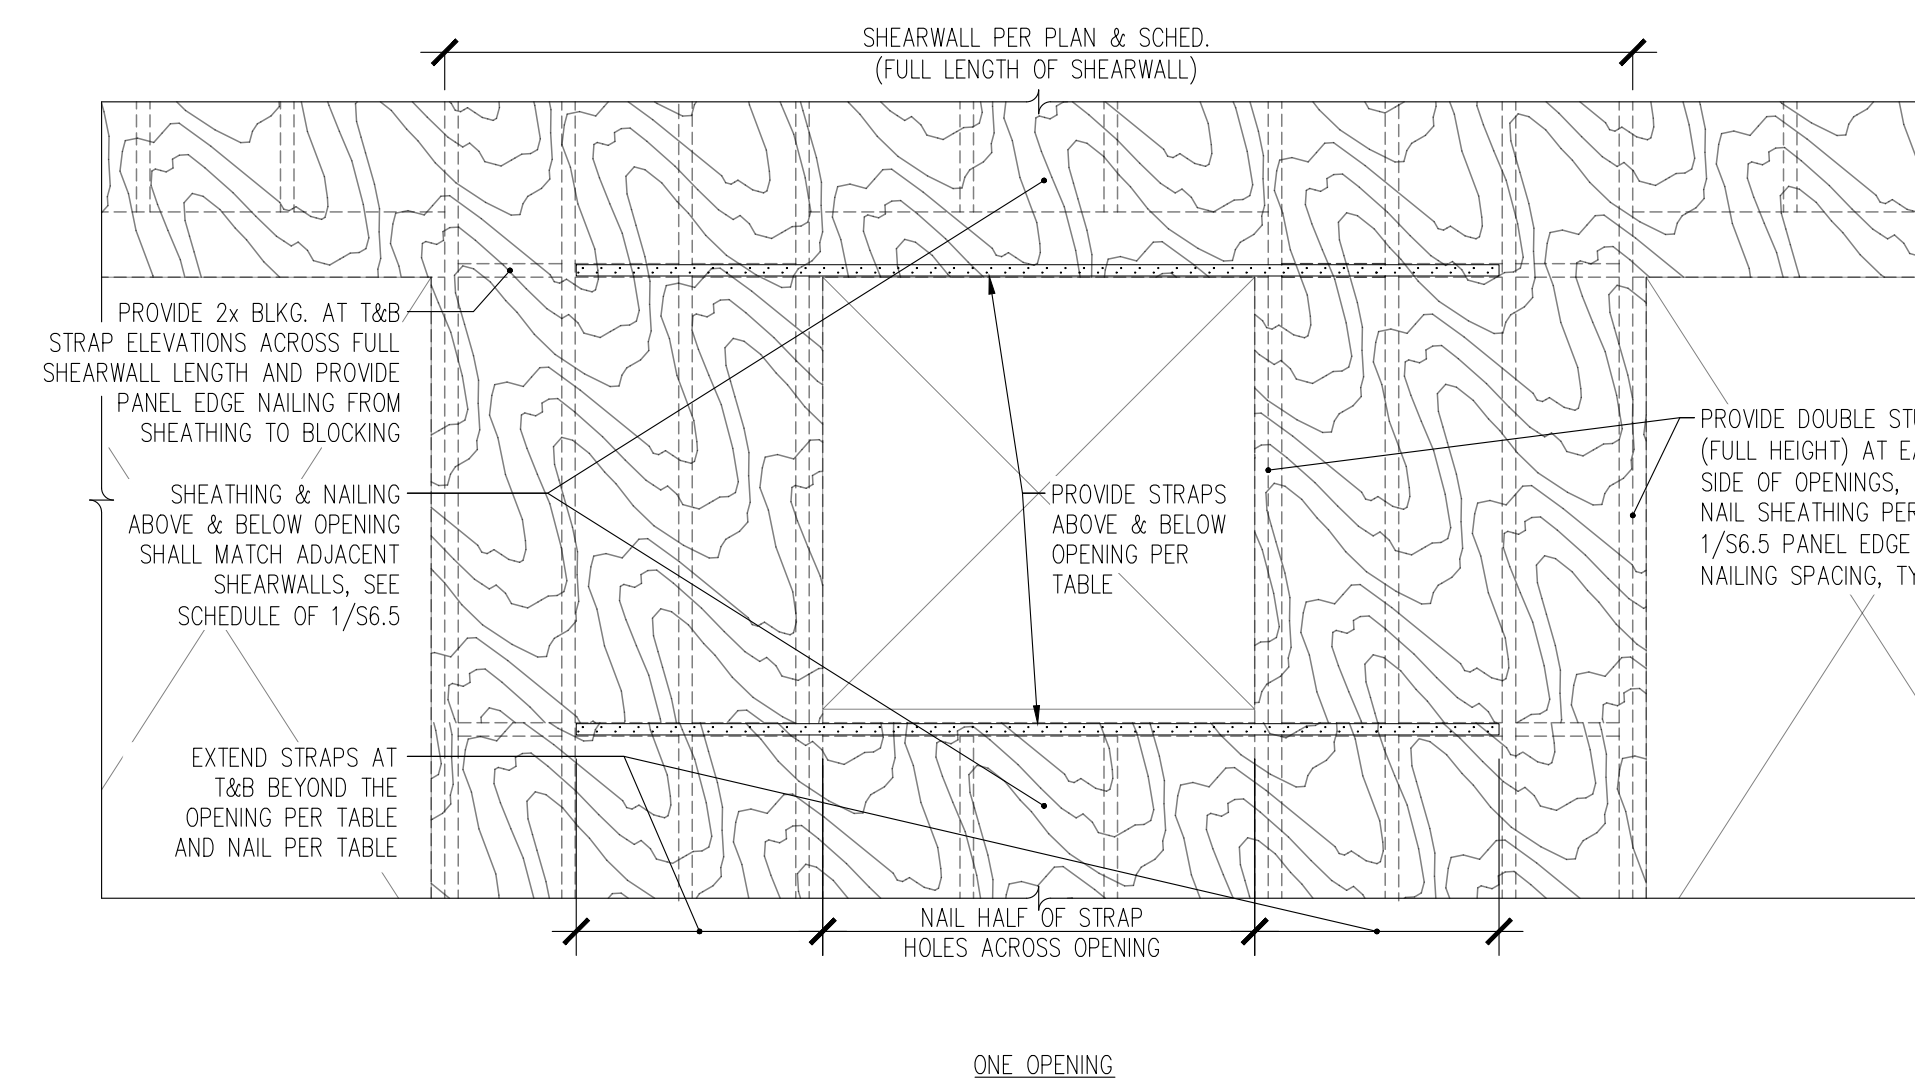 SHEARWALL PER PLAN & SCHED.
(FULL LENGTH OF SHEARWALL)
PROVIDE 2x BLKG. AT T&B
STRAP ELEVATIONS ACROSS FULL
SHEARWALL LENGTH AND PROVIDE
PANEL EDGE NAILING FROM
SHEATHING TO BLOCKING
SHEATHING & NAILING
ABOVE & BELOW OPENING
SHALL MATCH ADJACENT
SHEARWALLS, SEE
SCHEDULE OF 1/S6.5
EXTEND STRAPS AT
T&B BEYOND THE
OPENING PER TABLE
AND NAIL PER TABLE
PROVIDE STRAPS
ABOVE & BELOW
OPENING PER
TABLE
PROVIDE DOUBLE
(FULL HEIGHT) AT
SIDE OF OPENINGS,
NAIL SHEATHING PER
1/S6.5 PANEL EDGE
NAILING SPACING,
NAIL HALF OF STRAP
HOLES ACROSS OPENING
ONE OPENING